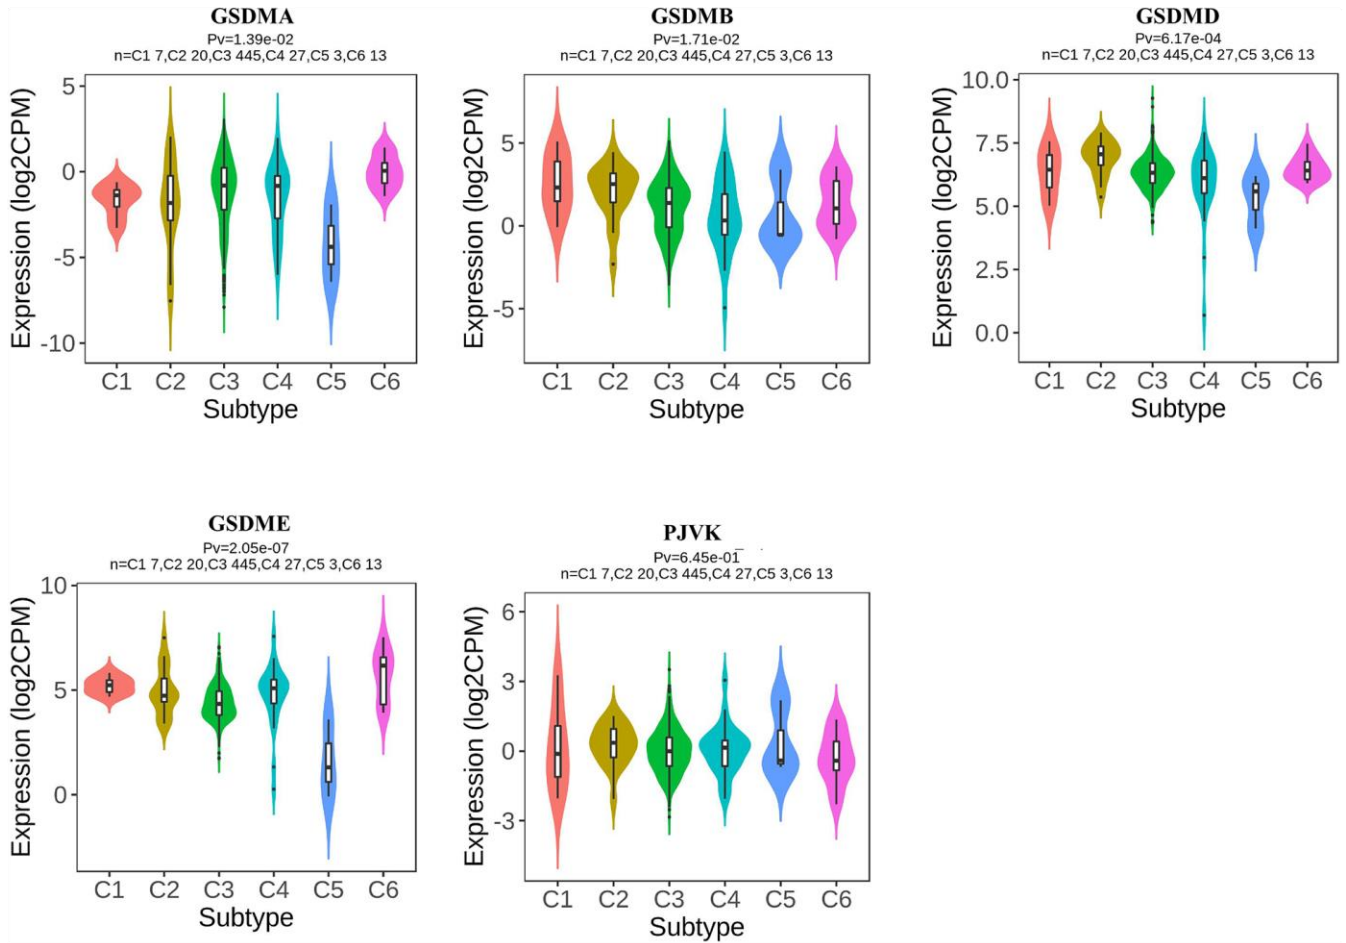 GSDMA
Pv=1.39e-02
n=C1 7,C2 20,C3 445,C4 27,C5 3,C6 13
Expression (log2CPM)
5
0
-5
-10
C1 C2 C3 C4 C5 C6
Subtype
GSDMB
Pv=1.71e-02
n=C1 7,C2 20,C3 445,C4 27,C5 3,C6 13
Expression (log2CPM)
5
0
-5
C1 C2 C3 C4 C5 C6
Subtype
GSDMD
Pv=6.17e-04
n=C1 7,C2 20,C3 445,C4 27,C5 3,C6 13
Expression (log2CPM)
10.0
7.5
5.0
2.5
0.0
C1 C2 C3 C4 C5 C6
Subtype
GSDME
Pv=2.05e-07
n=C1 7,C2 20,C3 445,C4 27,C5 3,C6 13
Expression (log2CPM)
10
5
0
C1 C2 C3 C4 C5 C6
Subtype
PJVK
Pv=6.45e-01
n=C1 7,C2 20,C3 445,C4 27,C5 3,C6 13
Expression (log2CPM)
6
3
0
-3
C1 C2 C3 C4 C5 C6
Subtype